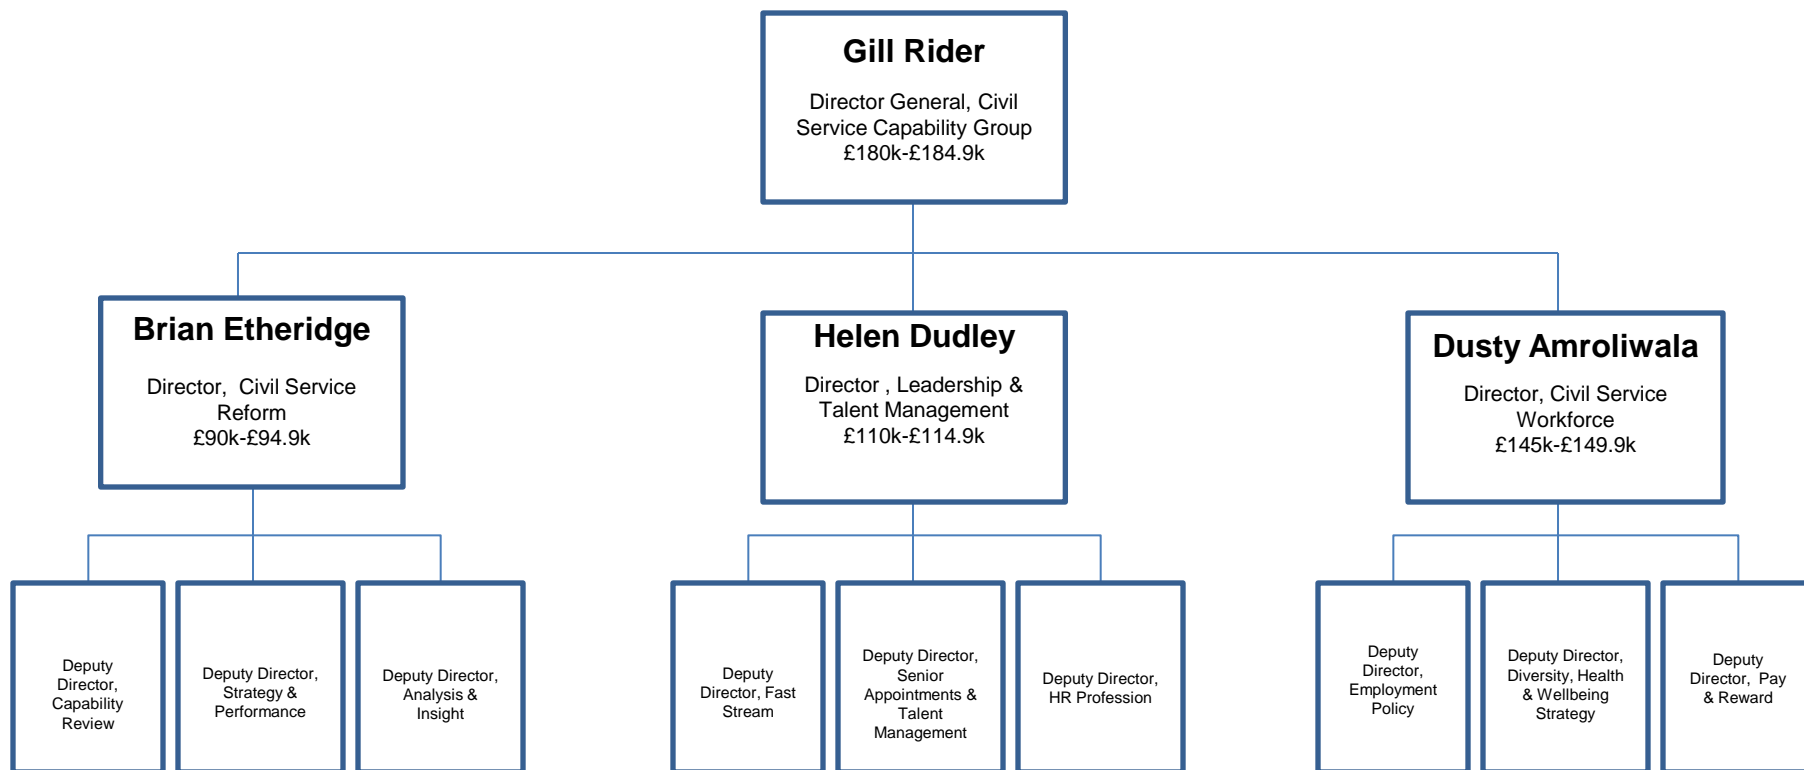 Gill Rider
Director General, Civil
Service Capability Group
£180k-£184.9k
Brian Etheridge
Director,  Civil Service
Reform
£90k-£94.9k
Helen Dudley
Director , Leadership &
Talent Management
£110k-£114.9k
Dusty Amroliwala
Director, Civil Service
Workforce
£145k-£149.9k
Deputy
Director,
Capability
Review
Deputy Director,
Strategy &
Performance
Deputy Director,
Analysis &
Insight
Deputy
Director, Fast
Stream
Deputy Director,
Senior
Appointments &
Talent
Management
Deputy Director,
HR Profession
Deputy
Director,
Employment
Policy
Deputy Director,
Diversity, Health
& Wellbeing
Strategy
Deputy
Director,  Pay
& Reward